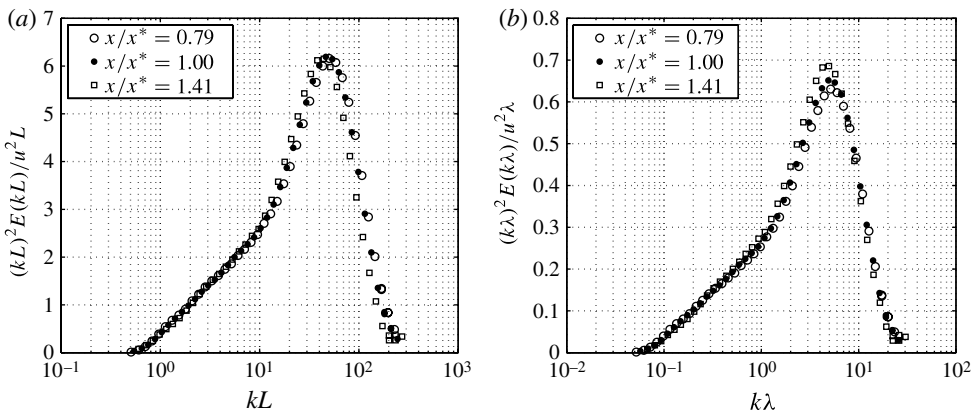 (a)
x/x* = 0.79
x/x* = 1.00
x/x* = 1.41
(kL)²E(kL)/u²L
7
6
5
4
3
2
1
0
10⁻¹
10⁰
10¹
10²
10³
kL
(b)
x/x* = 0.79
x/x* = 1.00
x/x* = 1.41
(kλ)²E(kλ)/u²λ
0.8
0.7
0.6
0.5
0.4
0.3
0.2
0.1
0
10⁻²
10⁻¹
10⁰
10¹
10²
kλ